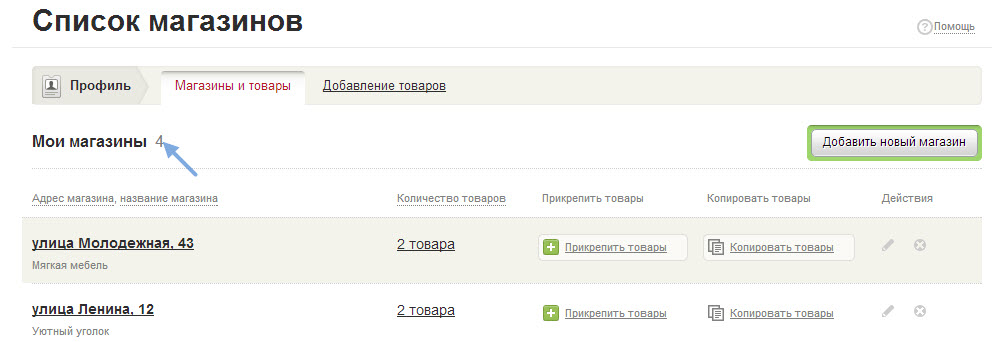 Список магазинов
Помощь
Профиль Магазины и товары Добавление товаров
Мои магазины 4 Добавить новый магазин
Адрес магазина, название магазина Количество товаров Прикрепить товары Копировать товары Действия
улица Молодежная, 43 2 товара Прикрепить товары Копировать товары
Мягкая мебель
улица Ленина, 12 2 товара Прикрепить товары Копировать товары
Уютный уголок